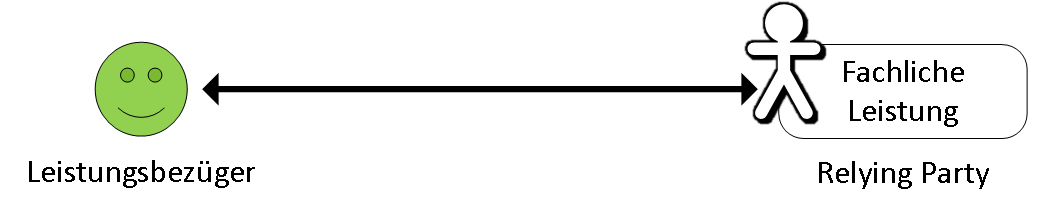 Fachliche
Leistung
Leistungsbezüger
Relying Party